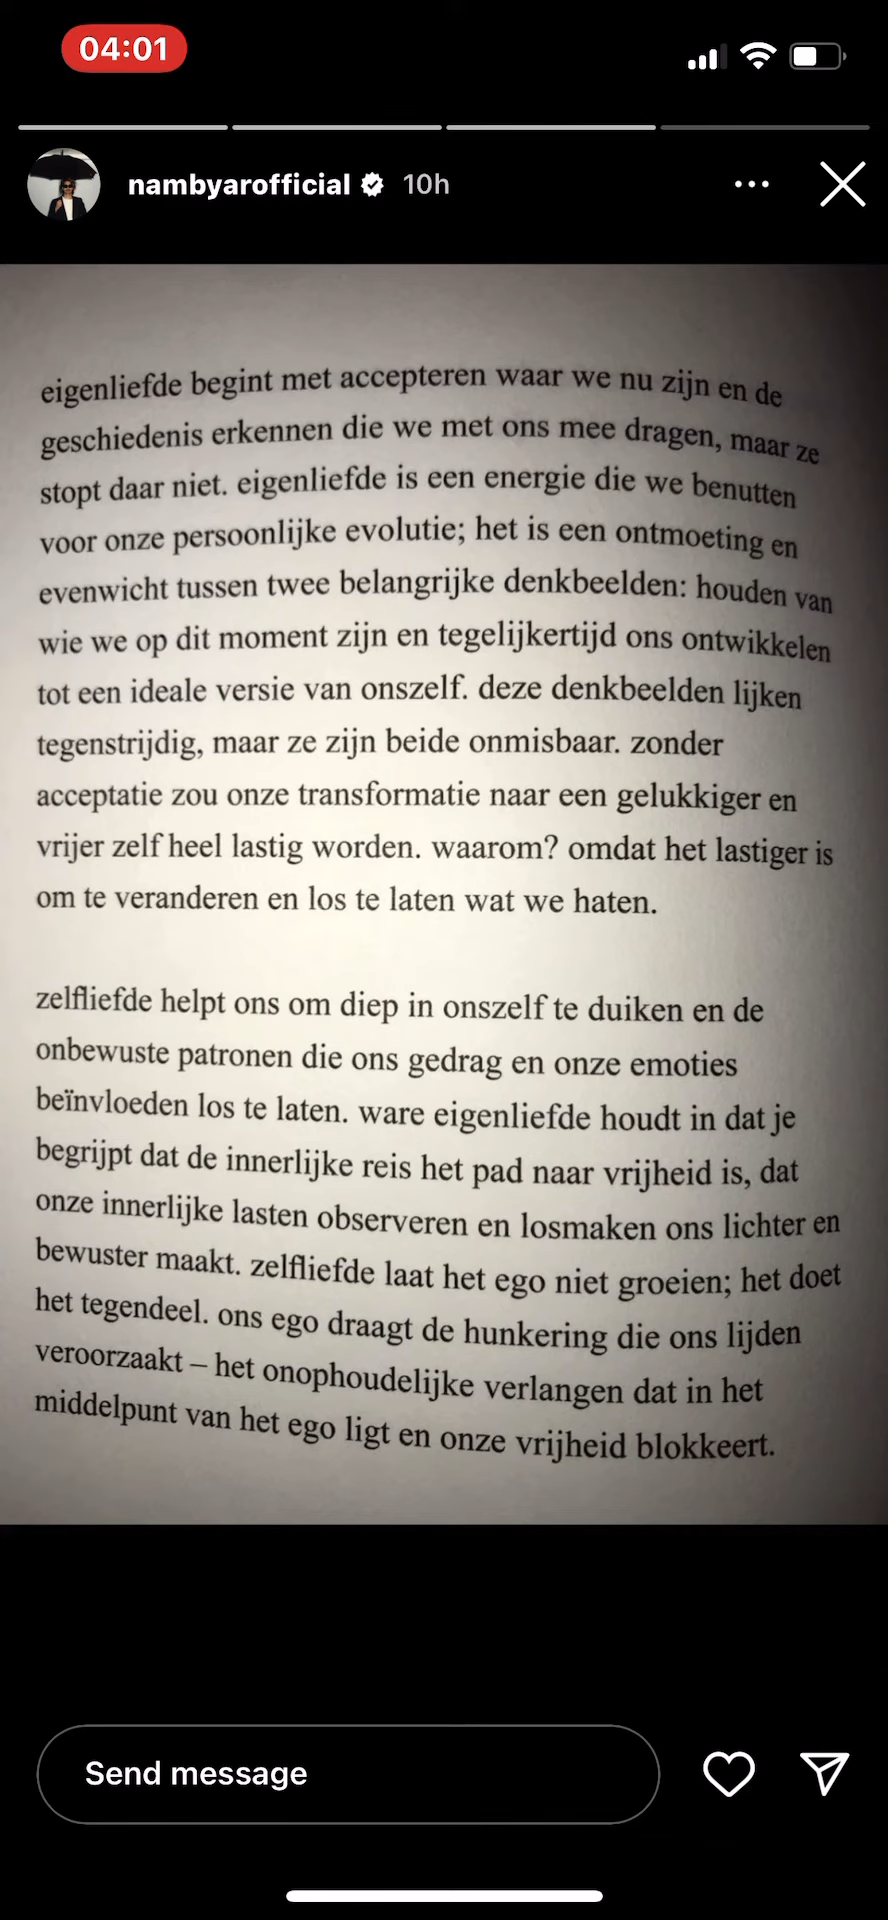 04:01
nambyarofficial 10h
eigenliefde begint met accepteren waar we nu zijn en de
geschiedenis erkennen die we met ons mee dragen, maar ze
stopt daar niet. eigenliefde is een energie die we benutten
voor onze persoonlijke evolutie; het is een ontmoeting en
evenwicht tussen twee belangrijke denkbeelden: houden van
wie we op dit moment zijn en tegelijkertijd ons ontwikkelen
tot een ideale versie van onszelf. deze denkbeelden lijken
tegenstrijdig, maar ze zijn beide onmisbaar. zonder
acceptatie zou onze transformatie naar een gelukkiger en
vrijer zelf heel lastig worden. waarom? omdat het lastiger is
om te veranderen en los te laten wat we haten.
zelfliefde helpt ons om diep in onszelf te duiken en de
onbewuste patronen die ons gedrag en onze emoties
beïnvloeden los te laten. ware eigenliefde houdt in dat je
begrijpt dat de innerlijke reis het pad naar vrijheid is, dat
onze innerlijke lasten observeren en losmaken ons lichter en
bewuster maakt. zelfliefde laat het ego niet groeien; het doet
het tegendeel. ons ego draagt de hunkering die ons lijden
veroorzaakt – het onophoudelijke verlangen dat in het
middelpunt van het ego ligt en onze vrijheid blokkeert.
Send message